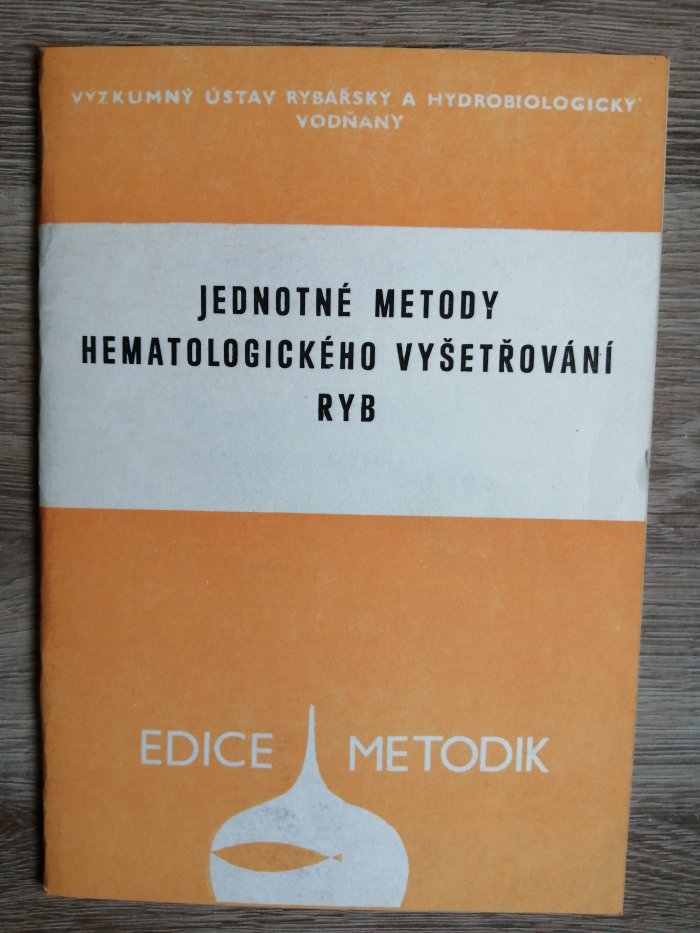 VÝZKUMNÝ ÚSTAV RYBÁŘSKÝ A HYDROBIOLOGICKÝ
VODŇANY
JEDNOTNÉ METODY
HEMATOLOGICKÉHO VYŠETŘOVÁNÍ
RYB
EDICE METODIK